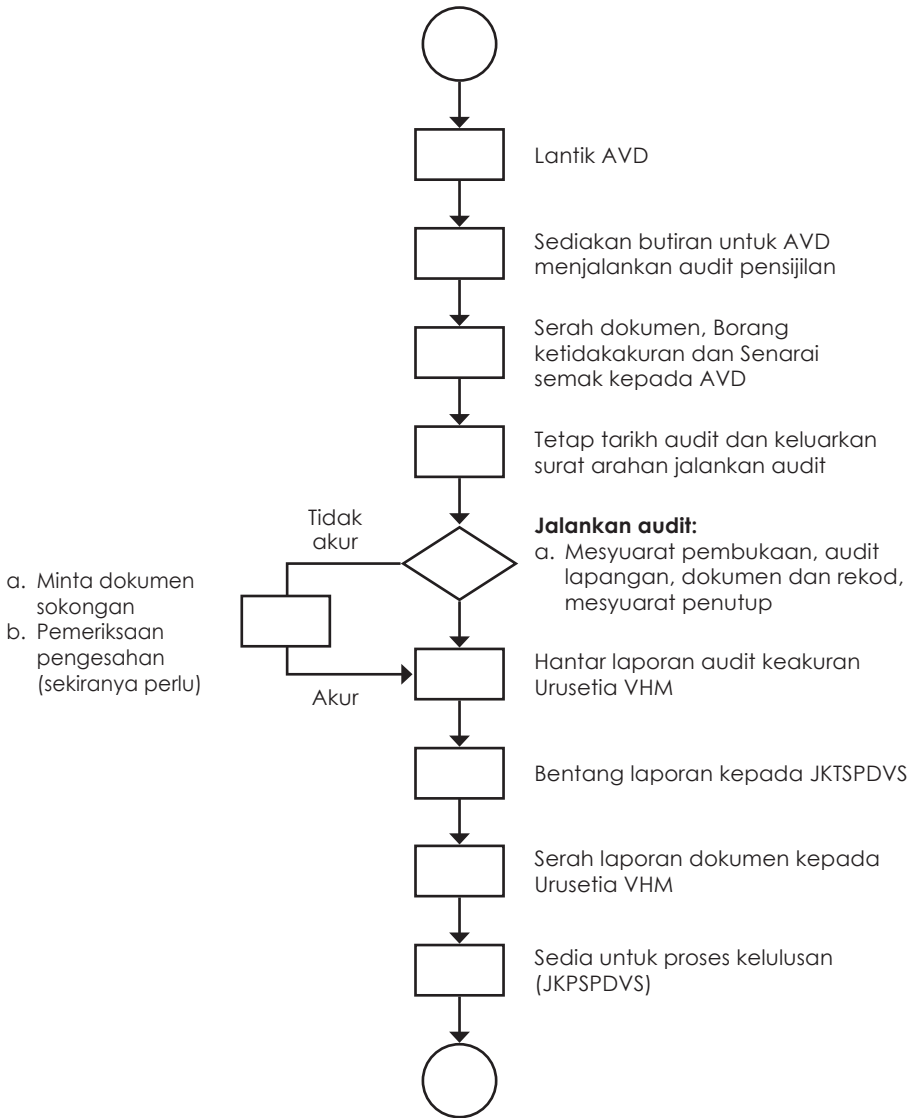 Lantik AVD
Sediakan butiran untuk AVD
menjalankan audit pensijilan
Serah dokumen, Borang
ketidakakuran dan Senarai
semak kepada AVD
Tetap tarikh audit dan keluarkan
surat arahan jalankan audit
Jalankan audit:
a. Mesyuarat pembukaan, audit
lapangan, dokumen dan rekod,
mesyuarat penutup
Tidak
akur
a. Minta dokumen
sokongan
b. Pemeriksaan
pengesahan
(sekiranya perlu)
Akur
Hantar laporan audit keakuran
Urusetia VHM
Bentang laporan kepada JKTSPDVS
Serah laporan dokumen kepada
Urusetia VHM
Sedia untuk proses kelulusan
(JKPSPDVS)